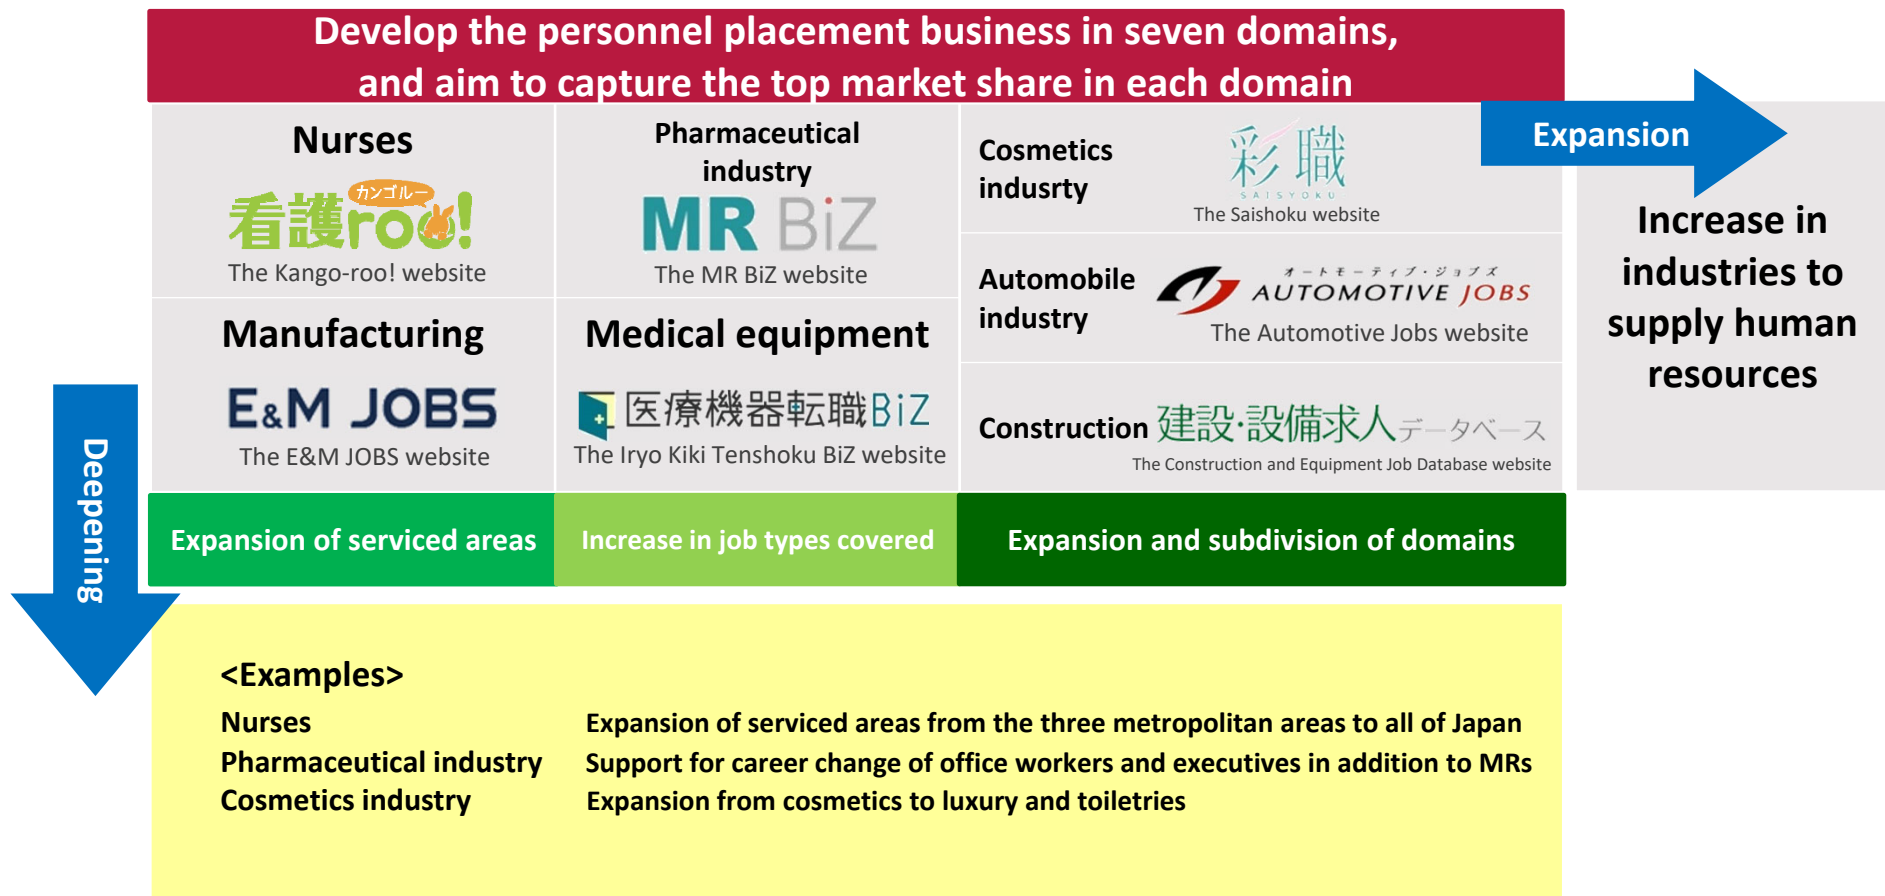 Develop the personnel placement business in seven domains,
and aim to capture the top market share in each domain
Nurses
カンゴルー
看護roo!
The Kango-roo! website
Pharmaceutical
industry
MR BiZ
The MR BiZ website
Cosmetics
indusrty
彩職
SAISYOKU
The Saishoku website
Expansion
Increase in
industries to
supply human
resources
Automobile
industry
オートモーティブ・ジョブズ
AUTOMOTIVE JOBS
The Automotive Jobs website
Manufacturing
E&M JOBS
The E&M JOBS website
Medical equipment
医療機器転職BiZ
The Iryo Kiki Tenshoku BiZ website
Construction
建設・設備求人データベース
The Construction and Equipment Job Database website
Deepening
Expansion of serviced areas
Increase in job types covered
Expansion and subdivision of domains
<Examples>
Nurses Expansion of serviced areas from the three metropolitan areas to all of Japan
Pharmaceutical industry Support for career change of office workers and executives in addition to MRs
Cosmetics industry Expansion from cosmetics to luxury and toiletries